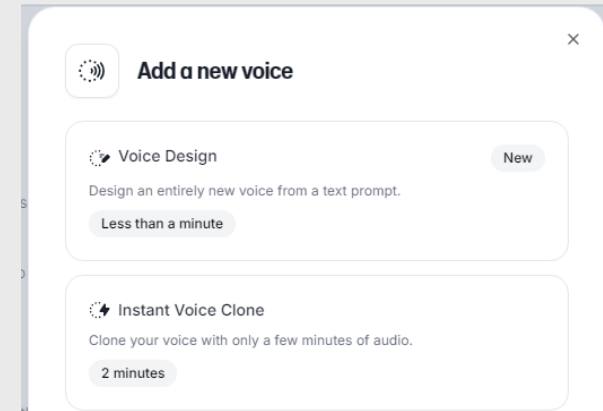 Add a new voice
Voice Design
New
Design an entirely new voice from a text prompt.
Less than a minute
Instant Voice Clone
Clone your voice with only a few minutes of audio.
2 minutes